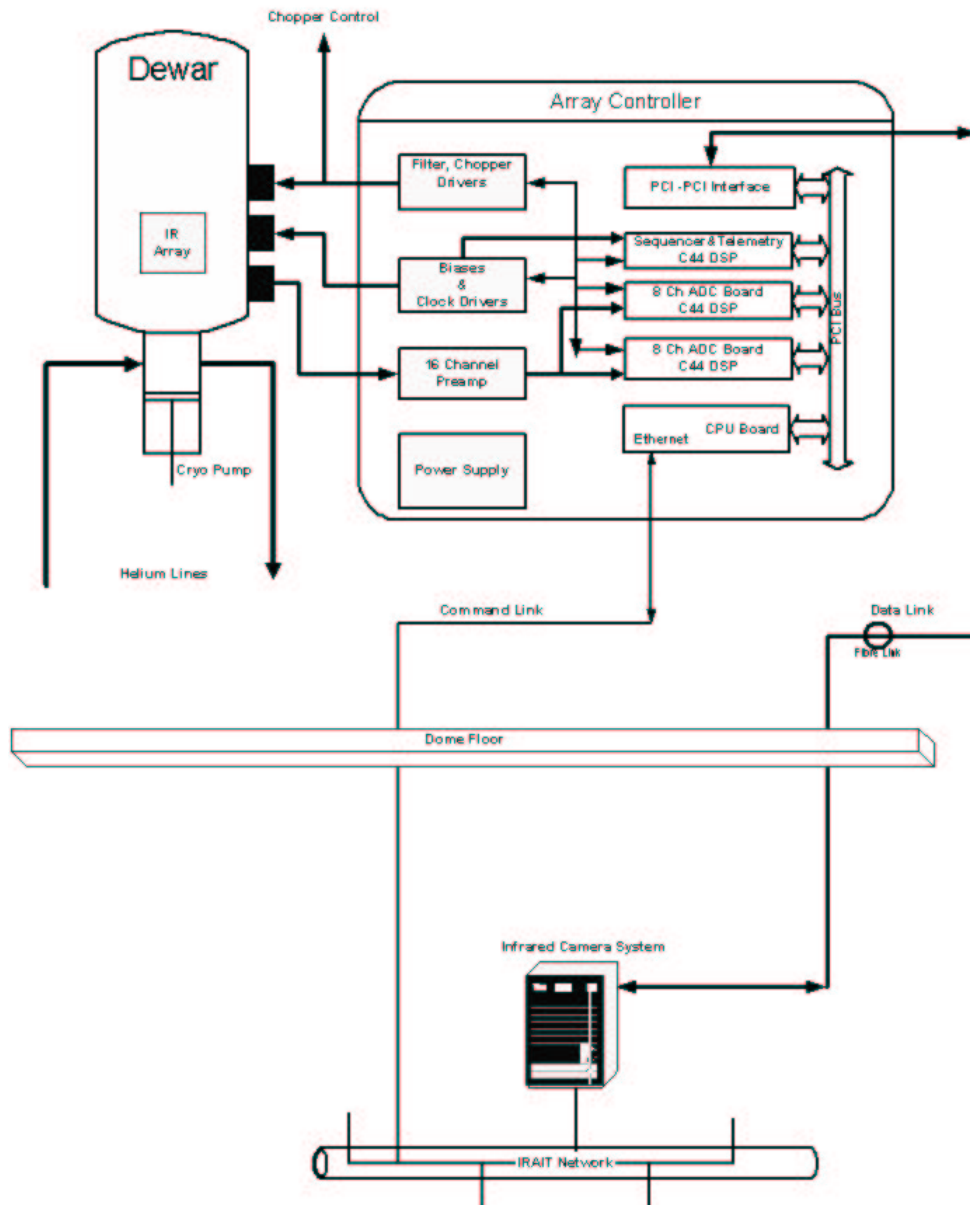 Chopper Control
Dewar
Array Controller
Filter, Chopper
Drivers
PCI -PCI Interface
IR
Array
Sequencer&Telemetry
C44 DSP
Biases
&
Clock Drivers
8 Ch ADC Board
C44 DSP
PCI Bus
16 Channel
Preamp
8 Ch ADC Board
C44 DSP
CPU Board
Ethernet
Power Supply
Cryo Pump
Helium Lines
Command Link
Data Link
Fibre Link
Dome Floor
Infrared Camera System
IRAIT Network